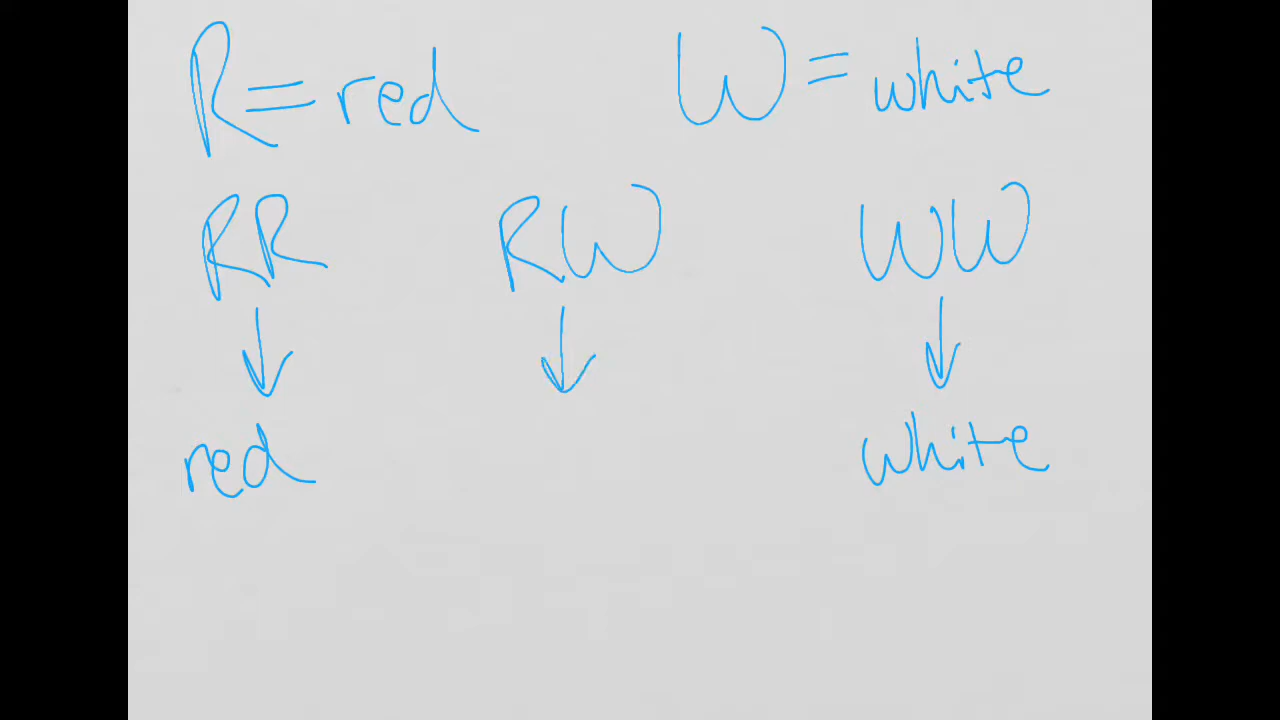 R = red W = white
RR RW WW
↓ ↓ ↓
red white